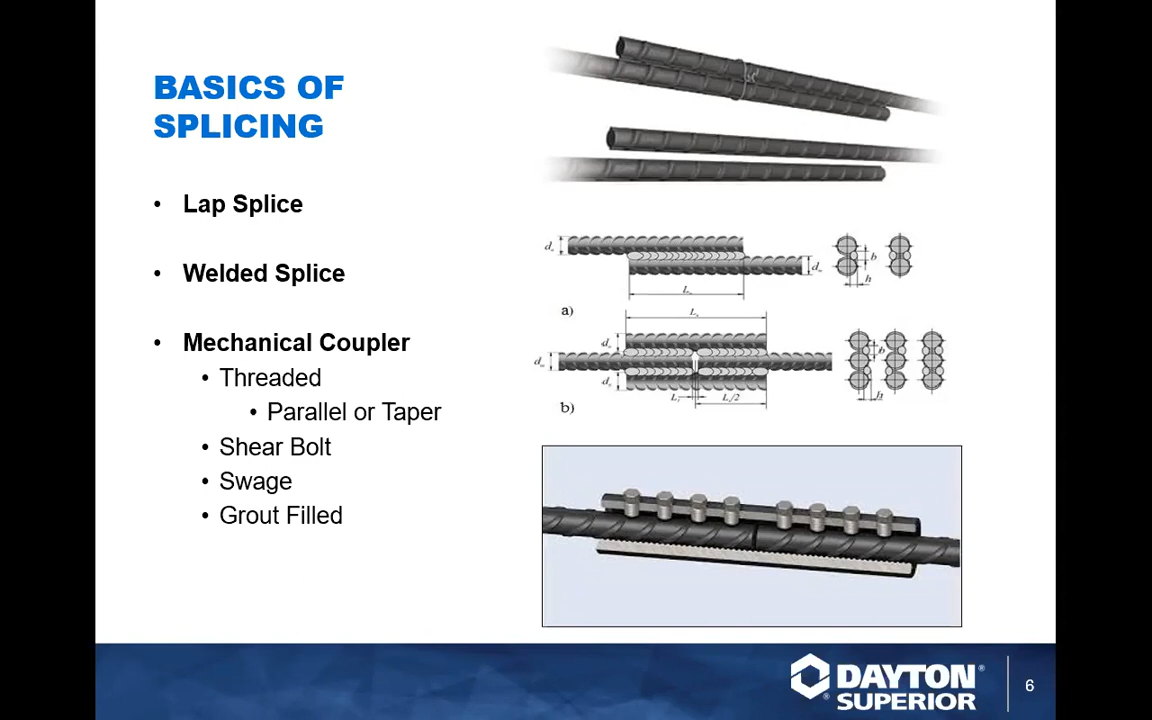 BASICS OF
SPLICING
• Lap Splice
• Welded Splice
• Mechanical Coupler
• Threaded
• Parallel or Taper
• Shear Bolt
• Swage
• Grout Filled
b
h
a)
b
h
b)
L/2
DAYTON®
SUPERIOR
®
6